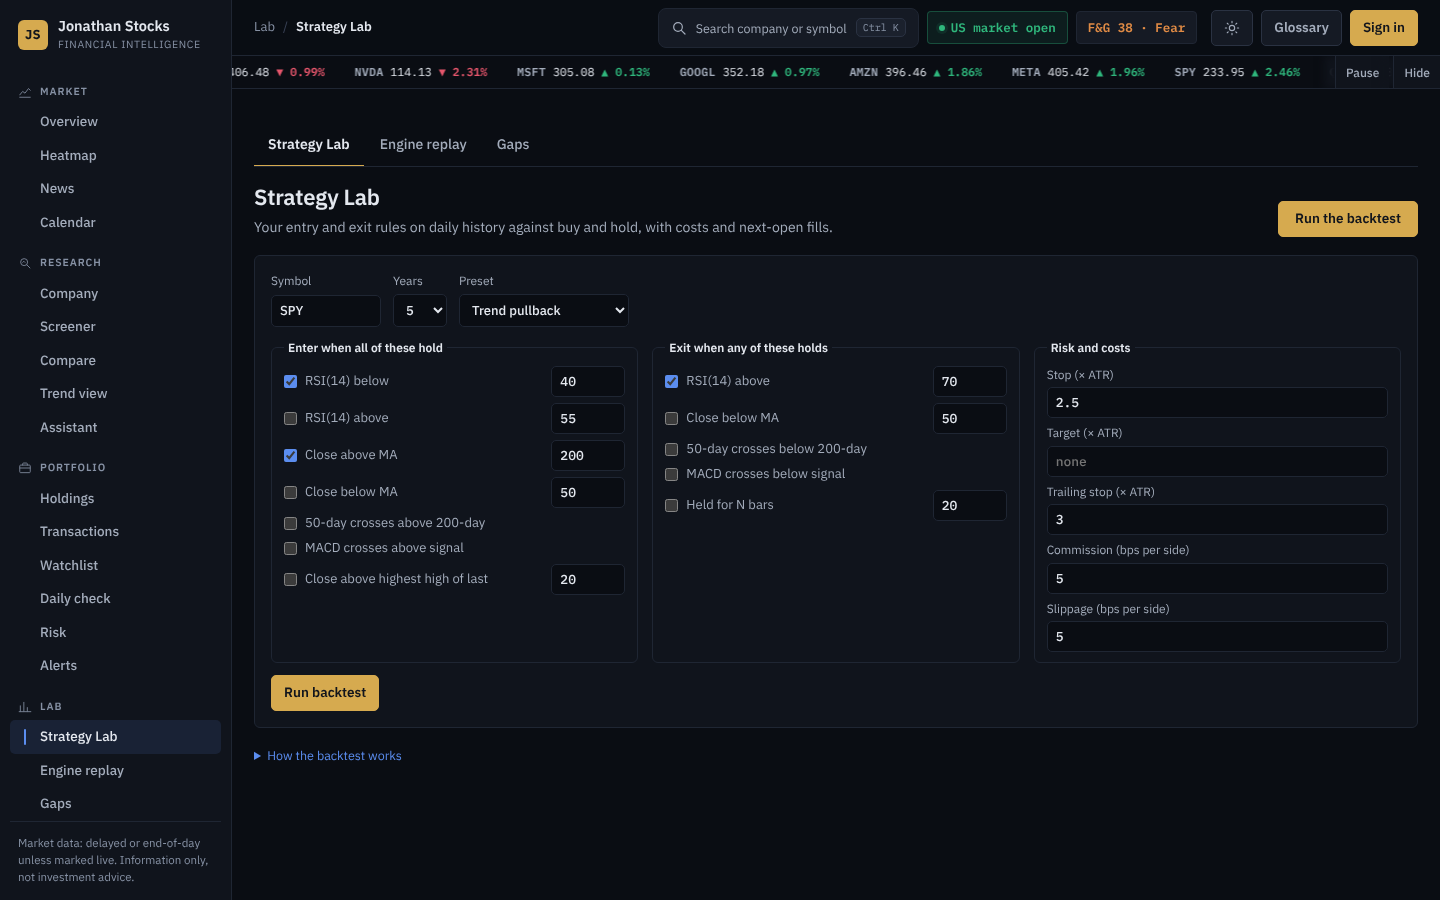 JS
Jonathan Stocks
FINANCIAL INTELLIGENCE
MARKET
Overview
Heatmap
News
Calendar
RESEARCH
Company
Screener
Compare
Trend view
Assistant
PORTFOLIO
Holdings
Transactions
Watchlist
Daily check
Risk
Alerts
LAB
Strategy Lab
Engine replay
Gaps
Market data: delayed or end-of-day
unless marked live. Information only,
not investment advice.
Lab / Strategy Lab
Search company or symbol Ctrl K
US market open
F&G 38 · Fear
Glossary
Sign in
406.48 ▼ 0.99% NVDA 114.13 ▼ 2.31% MSFT 305.08 ▲ 0.13% GOOGL 352.18 ▲ 0.97% AMZN 396.46 ▲ 1.86% META 405.42 ▲ 1.96% SPY 233.95 ▲ 2.46%
Pause
Hide
Strategy Lab Engine replay Gaps
Strategy Lab
Your entry and exit rules on daily history against buy and hold, with costs and next-open fills.
Run the backtest
Symbol Years Preset
SPY 5 Trend pullback
Enter when all of these hold
RSI(14) below 40
RSI(14) above 55
Close above MA 200
Close below MA 50
50-day crosses above 200-day
MACD crosses above signal
Close above highest high of last 20
Exit when any of these holds
RSI(14) above 70
Close below MA 50
50-day crosses below 200-day
MACD crosses below signal
Held for N bars 20
Risk and costs
Stop (× ATR)
2.5
Target (× ATR)
none
Trailing stop (× ATR)
3
Commission (bps per side)
5
Slippage (bps per side)
5
Run backtest
▶ How the backtest works